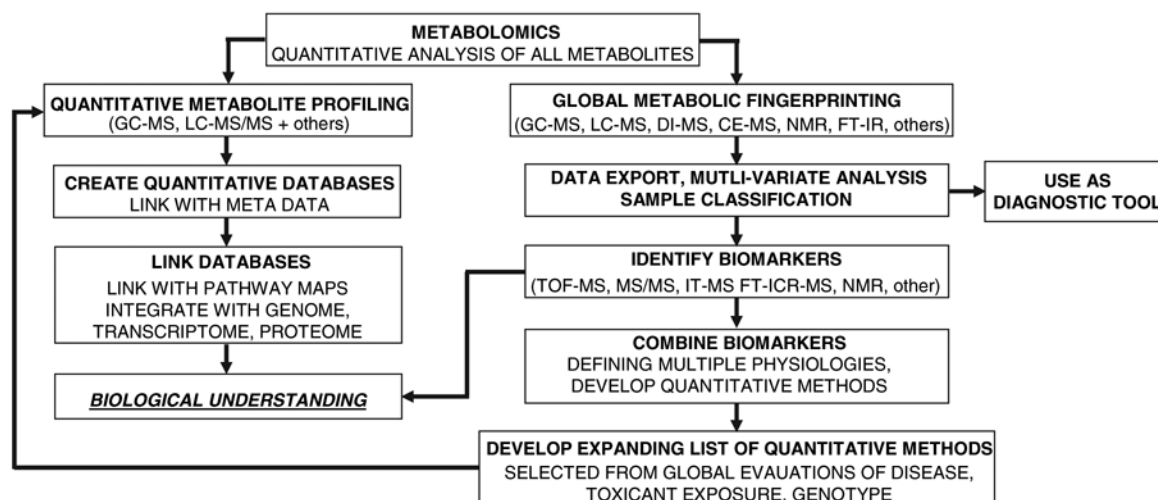 METABOLOMICS
QUANTITATIVE ANALYSIS OF ALL METABOLITES
QUANTITATIVE METABOLITE PROFILING
(GC-MS, LC-MS/MS + others)
CREATE QUANTITATIVE DATABASES
LINK WITH META DATA
LINK DATABASES
LINK WITH PATHWAY MAPS
INTEGRATE WITH GENOME,
TRANSCRIPTOME, PROTEOME
BIOLOGICAL UNDERSTANDING
GLOBAL METABOLIC FINGERPRINTING
(GC-MS, LC-MS, DI-MS, CE-MS, NMR, FT-IR, others)
DATA EXPORT, MUTLI-VARIATE ANALYSIS
SAMPLE CLASSIFICATION
USE AS
DIAGNOSTIC TOOL
IDENTIFY BIOMARKERS
(TOF-MS, MS/MS, IT-MS FT-ICR-MS, NMR, other)
COMBINE BIOMARKERS
DEFINING MULTIPLE PHYSIOLOGIES,
DEVELOP QUANTITATIVE METHODS
DEVELOP EXPANDING LIST OF QUANTITATIVE METHODS
SELECTED FROM GLOBAL EVAUATIONS OF DISEASE,
TOXICANT EXPOSURE, GENOTYPE